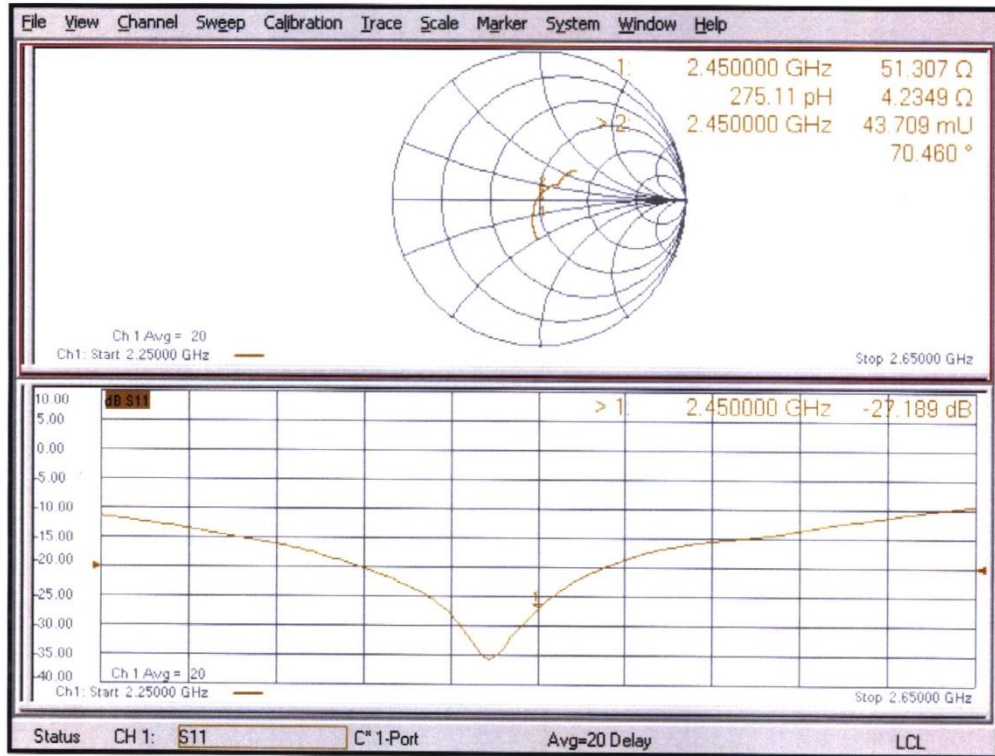 File View Channel Sweep Calibration Trace Scale Marker System Window Help
1: 2.450000 GHz 51.307 Ω
275.11 pH 4.2349 Ω
> 2: 2.450000 GHz 43.709 mU
70.460 °
Ch 1 Avg = 20
Ch1: Start 2.25000 GHz Stop 2.65000 GHz
10.00 dB S11 > 1: 2.450000 GHz -27.189 dB
5.00
0.00
-5.00
-10.00
-15.00
-20.00
-25.00
1
-30.00
-35.00
-40.00
Ch 1 Avg = 20
Ch1: Start 2.25000 GHz Stop 2.65000 GHz
Status CH 1: S11 C* 1-Port Avg=20 Delay LCL